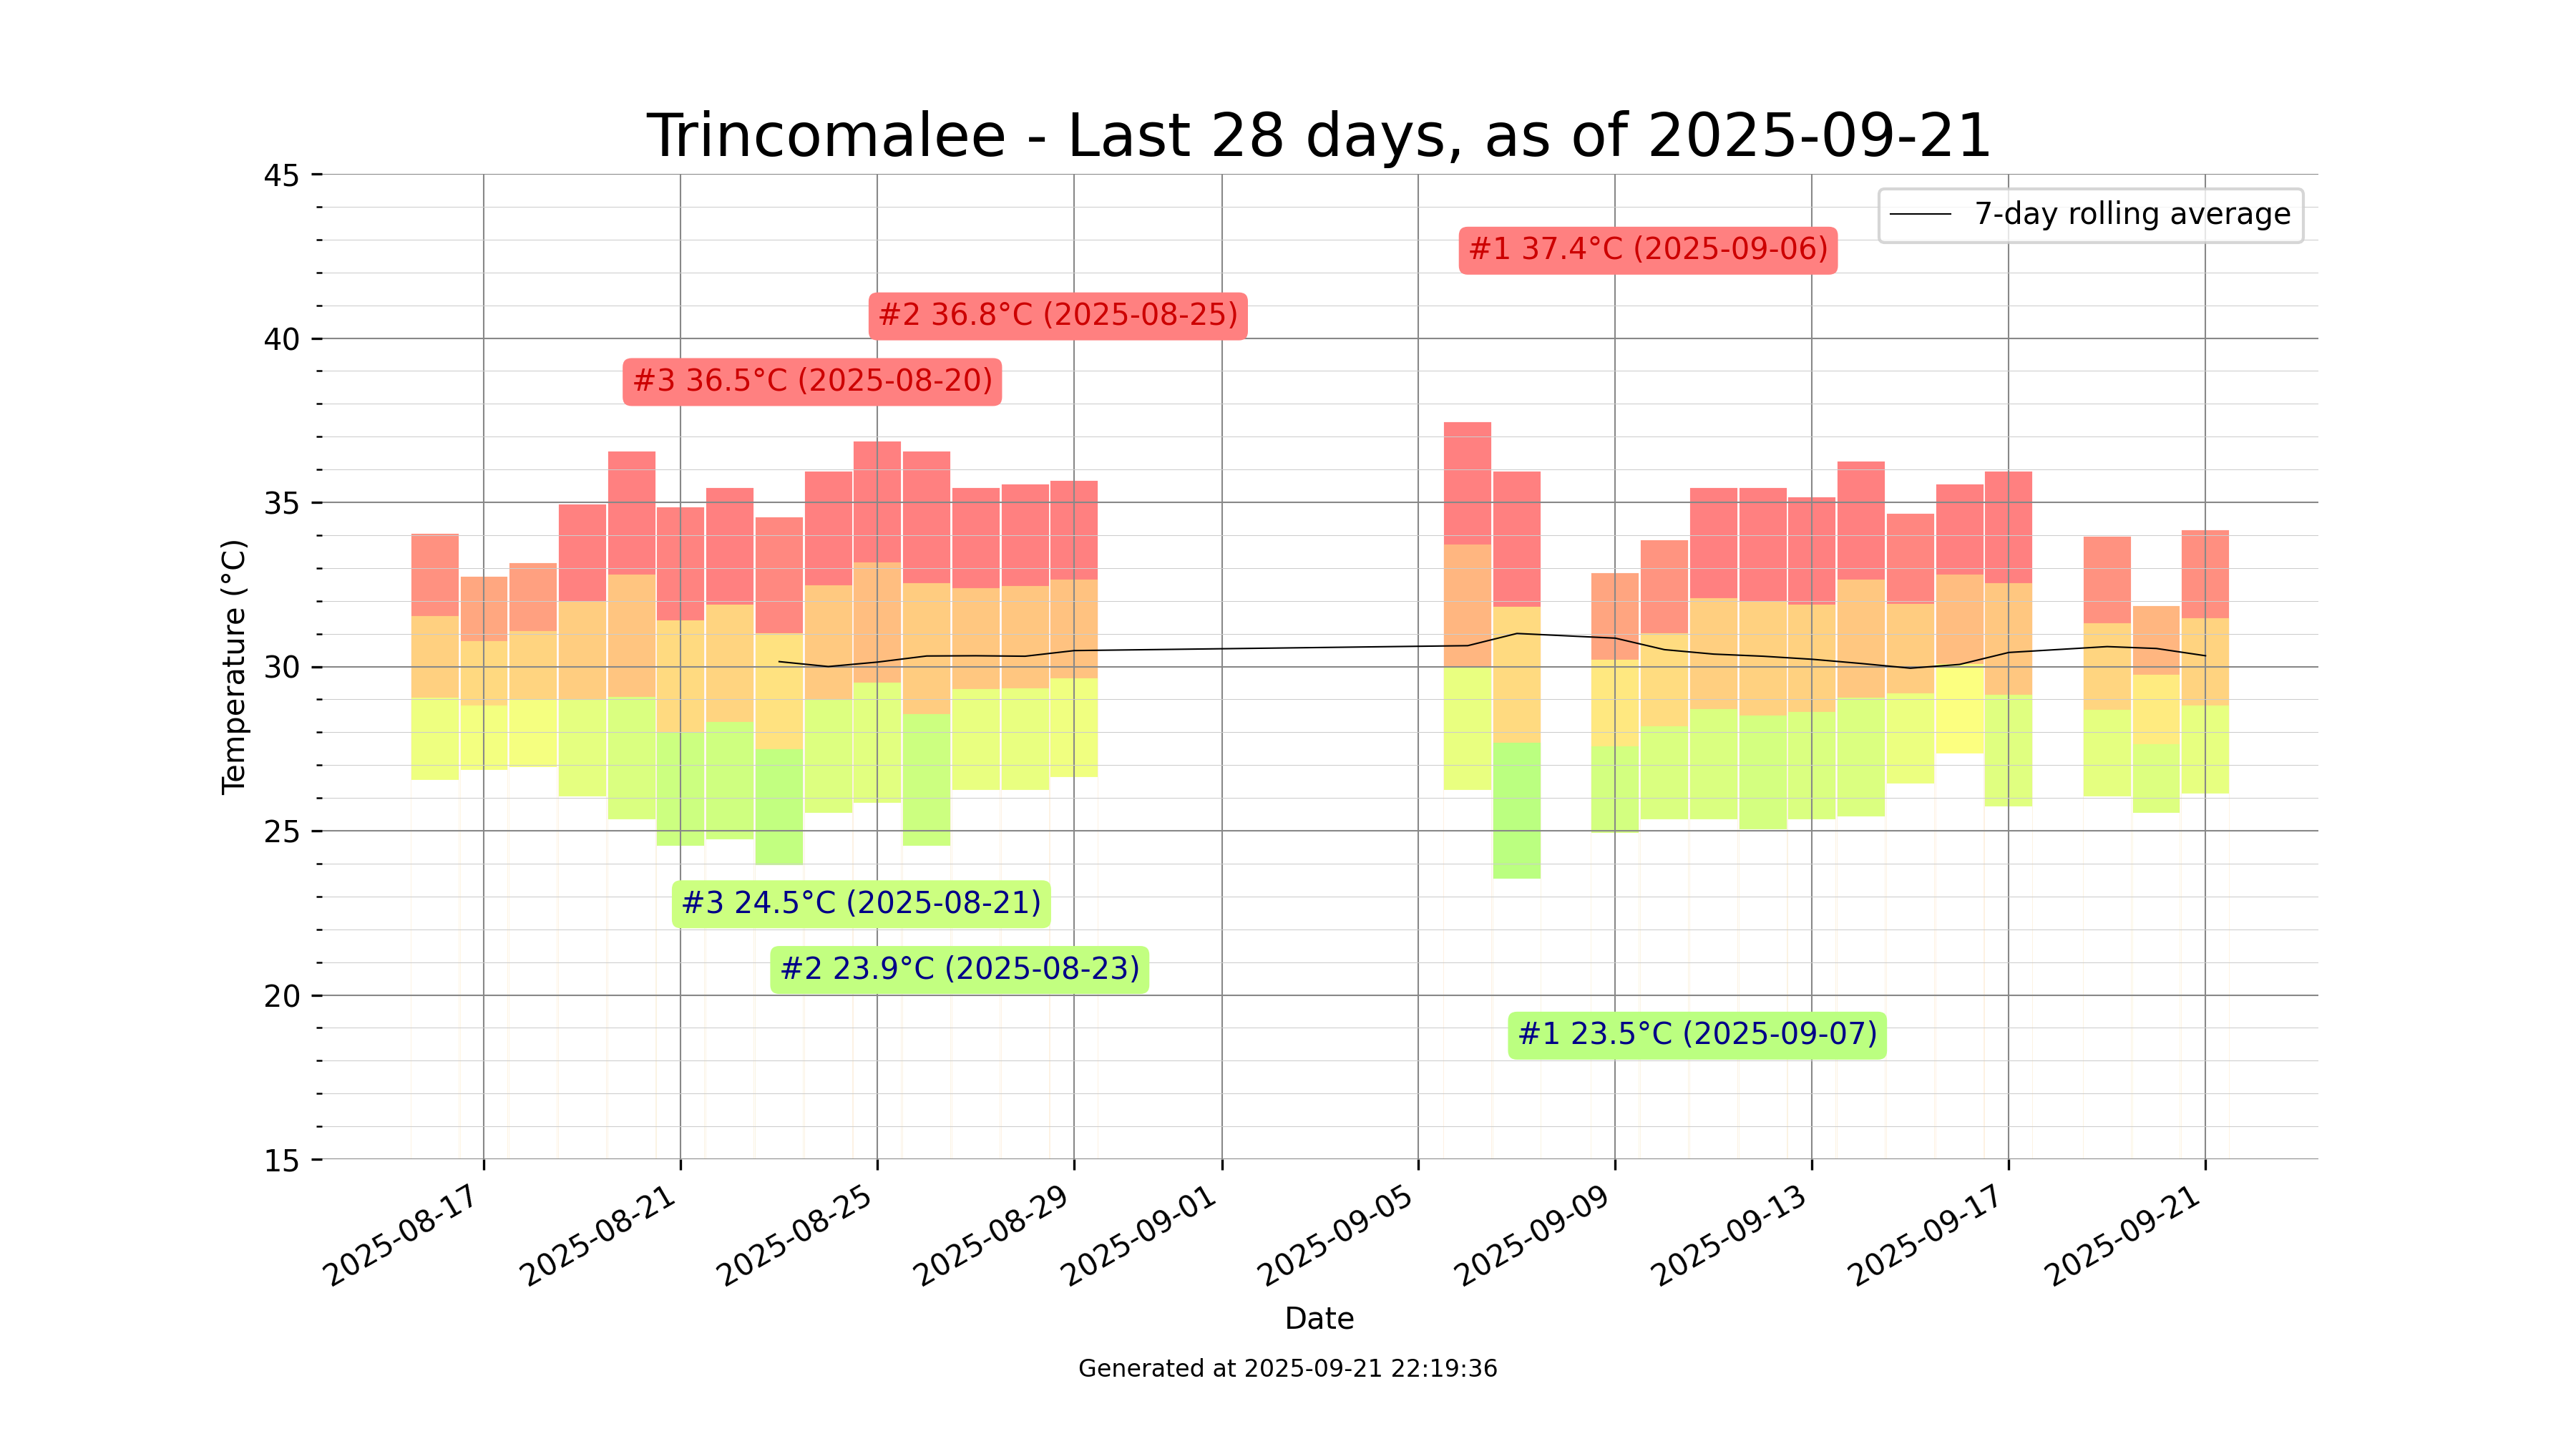 Trincomalee - Last 28 days, as of 2025-09-21
45
40
35
30
25
20
15
Temperature (°C)
7-day rolling average
#1 37.4°C (2025-09-06)
#2 36.8°C (2025-08-25)
#3 36.5°C (2025-08-20)
#3 24.5°C (2025-08-21)
#2 23.9°C (2025-08-23)
#1 23.5°C (2025-09-07)
2025-08-17
2025-08-21
2025-08-25
2025-08-29
2025-09-01
2025-09-05
2025-09-09
2025-09-13
2025-09-17
2025-09-21
Date
Generated at 2025-09-21 22:19:36